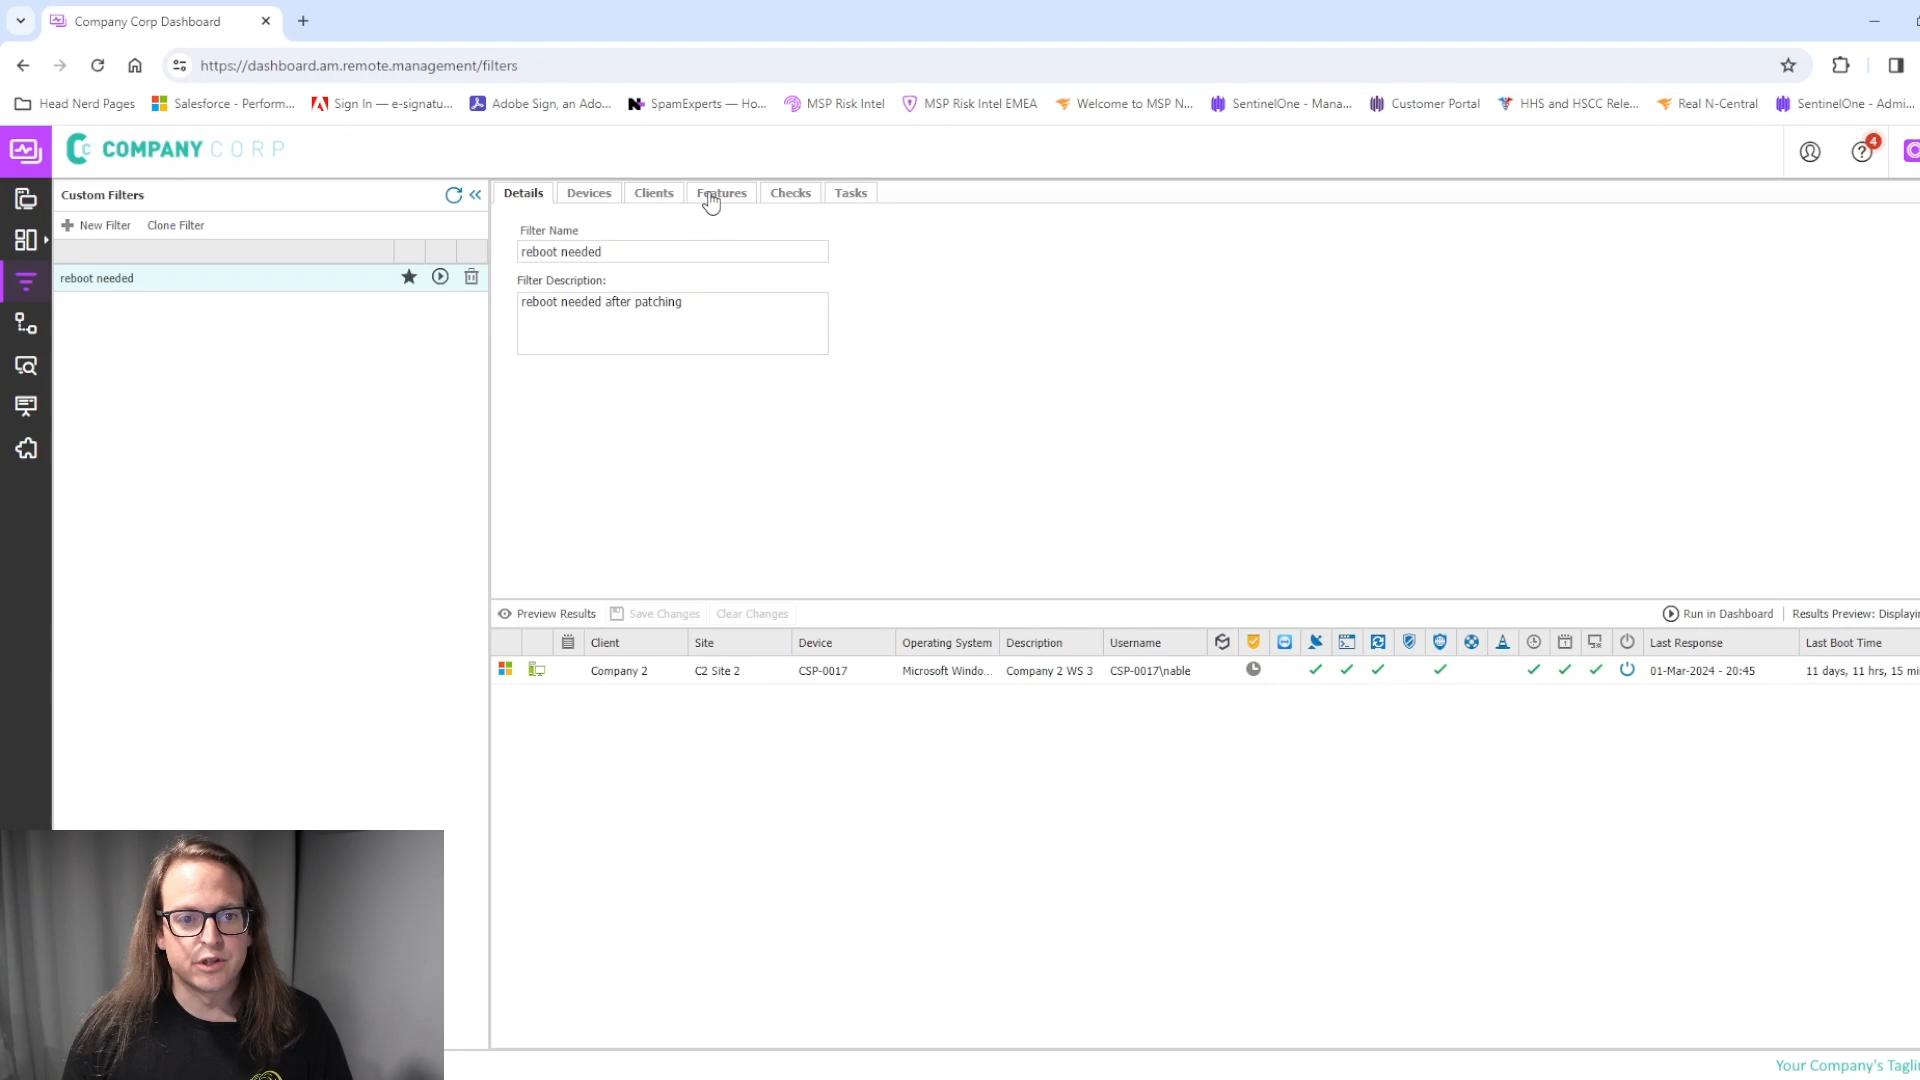 Company Corp Dashboard
https://dashboard.am.remote.management/filters
Head Nerd Pages Salesforce - Perform... Sign In — e-signatu... Adobe Sign, an Ado... SpamExperts — Ho... MSP Risk Intel MSP Risk Intel EMEA Welcome to MSP N... SentinelOne - Mana... Customer Portal HHS and HSCC Rele... Real N-Central SentinelOne - Admi...
COMPANY CORP
4
Custom Filters
Details Devices Clients Features Checks Tasks
New Filter Clone Filter
Filter Name
reboot needed
reboot needed
Filter Description:
reboot needed after patching
Preview Results Save Changes Clear Changes Run in Dashboard Results Preview: Displayin
Client Site Device Operating System Description Username Last Response Last Boot Time
Company 2 C2 Site 2 CSP-0017 Microsoft Windo... Company 2 WS 3 CSP-0017\nable 01-Mar-2024 - 20:45 11 days, 11 hrs, 15 mi
Your Company's Tagli